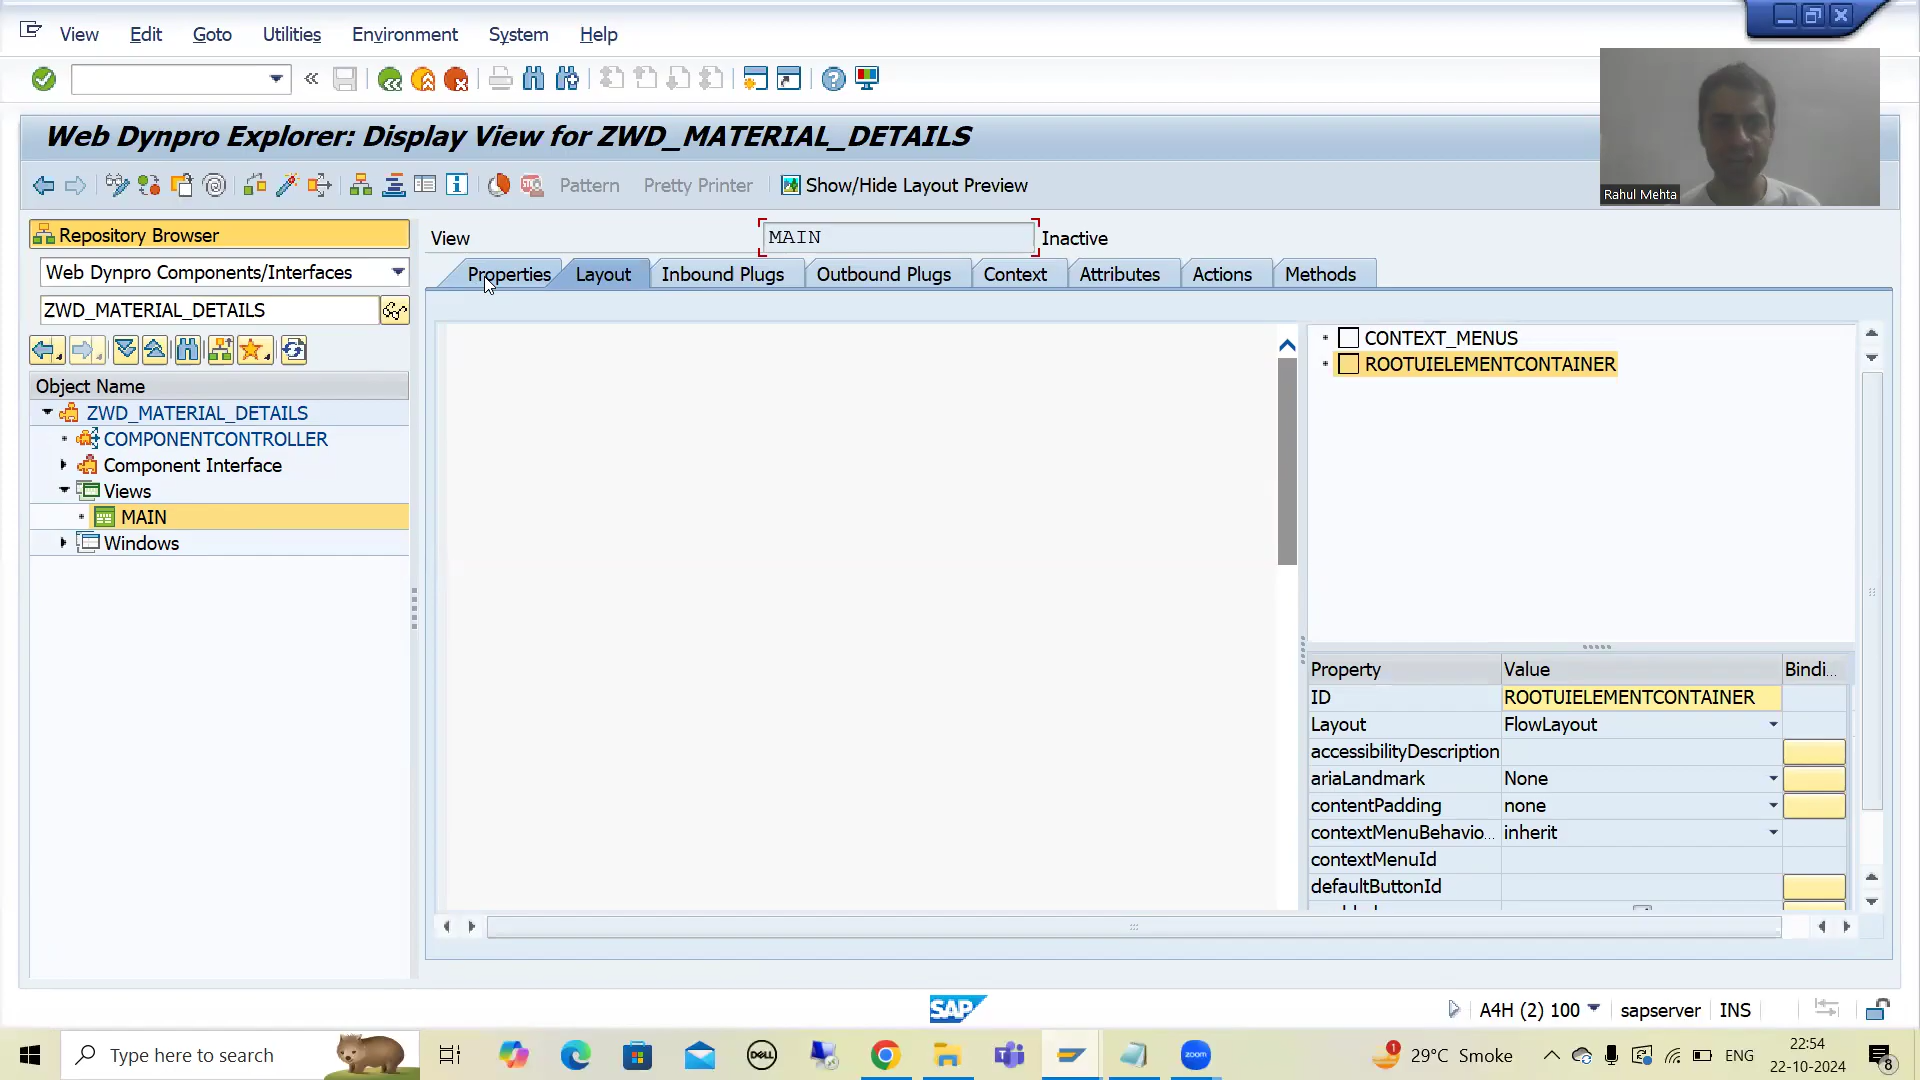 View Edit Goto Utilities Environment System Help
Web Dynpro Explorer: Display View for ZWD_MATERIAL_DETAILS
Pattern Pretty Printer Show/Hide Layout Preview
Rahul Mehta
Repository Browser
Web Dynpro Components/Interfaces
ZWD_MATERIAL_DETAILS
Object Name
ZWD_MATERIAL_DETAILS
COMPONENTCONTROLLER
Component Interface
Views
MAIN
Windows
View MAIN Inactive
Properties Layout Inbound Plugs Outbound Plugs Context Attributes Actions Methods
CONTEXT_MENUS
ROOTUIELEMENTCONTAINER
Property Value Bindi...
ID ROOTUIELEMENTCONTAINER
Layout FlowLayout
accessibilityDescription
ariaLandmark None
contentPadding none
contextMenuBehavio... inherit
contextMenuId
defaultButtonId
SAP
A4H (2) 100 sapserver INS
Type here to search
DELL
zoom
1
29°C Smoke
ENG
22:54
22-10-2024
8